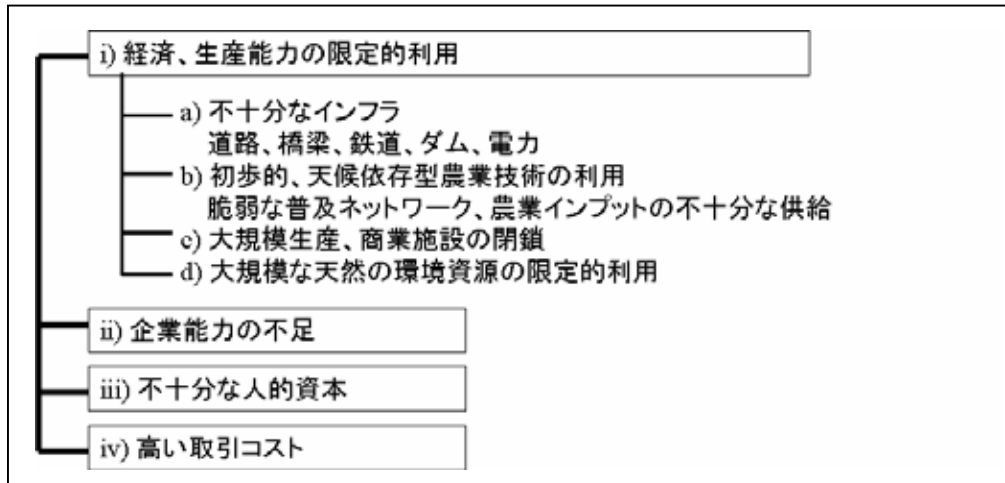 i) 経済、生産能力の限定的利用
a) 不十分なインフラ
道路、橋梁、鉄道、ダム、電力
b) 初歩的、天候依存型農業技術の利用
脆弱な普及ネットワーク、農業インプットの不十分な供給
c) 大規模生産、商業施設の閉鎖
d) 大規模な天然の環境資源の限定的利用
ii) 企業能力の不足
iii) 不十分な人的資本
iv) 高い取引コスト